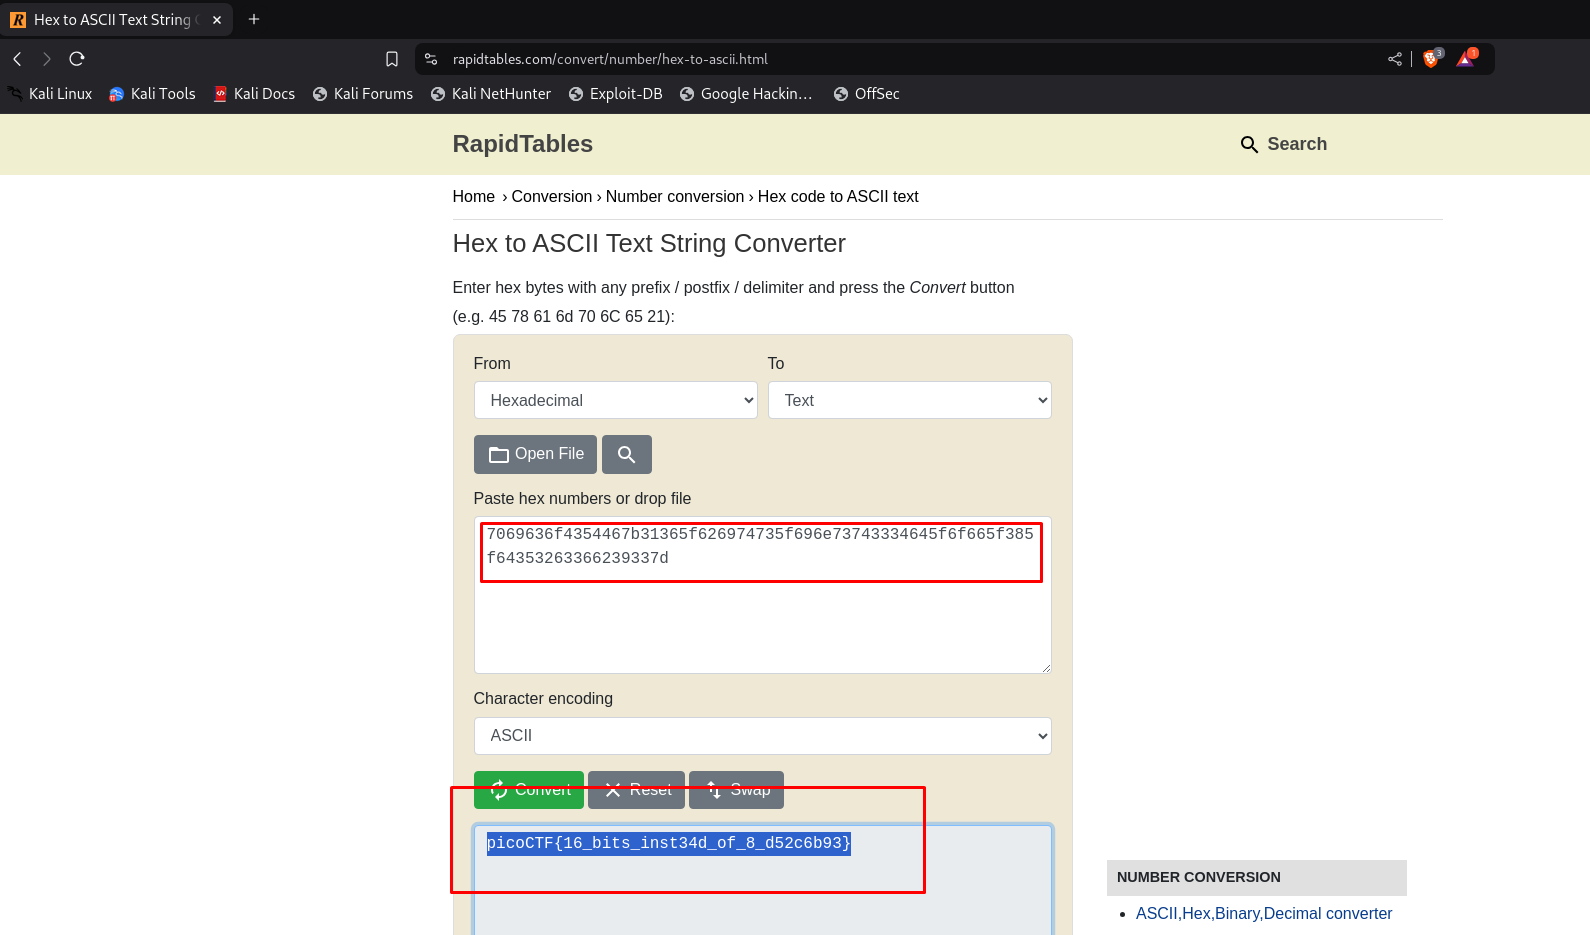 Hex to ASCII Text String
rapidtables.com/convert/number/hex-to-ascii.html
3
1
Kali Linux
Kali Tools
Kali Docs
Kali Forums
Kali NetHunter
Exploit-DB
Google Hackin…
OffSec
RapidTables
Search
Home › Conversion › Number conversion › Hex code to ASCII text
Hex to ASCII Text String Converter
Enter hex bytes with any prefix / postfix / delimiter and press the Convert button
(e.g. 45 78 61 6d 70 6C 65 21):
From
To
Hexadecimal
Text
Open File
Paste hex numbers or drop file
7069636f4354467b31365f626974735f696e73743334645f6f665f385
f64353263366239337d
Character encoding
ASCII
Convert
Reset
Swap
picoCTF{16_bits_inst34d_of_8_d52c6b93}
NUMBER CONVERSION
ASCII,Hex,Binary,Decimal converter